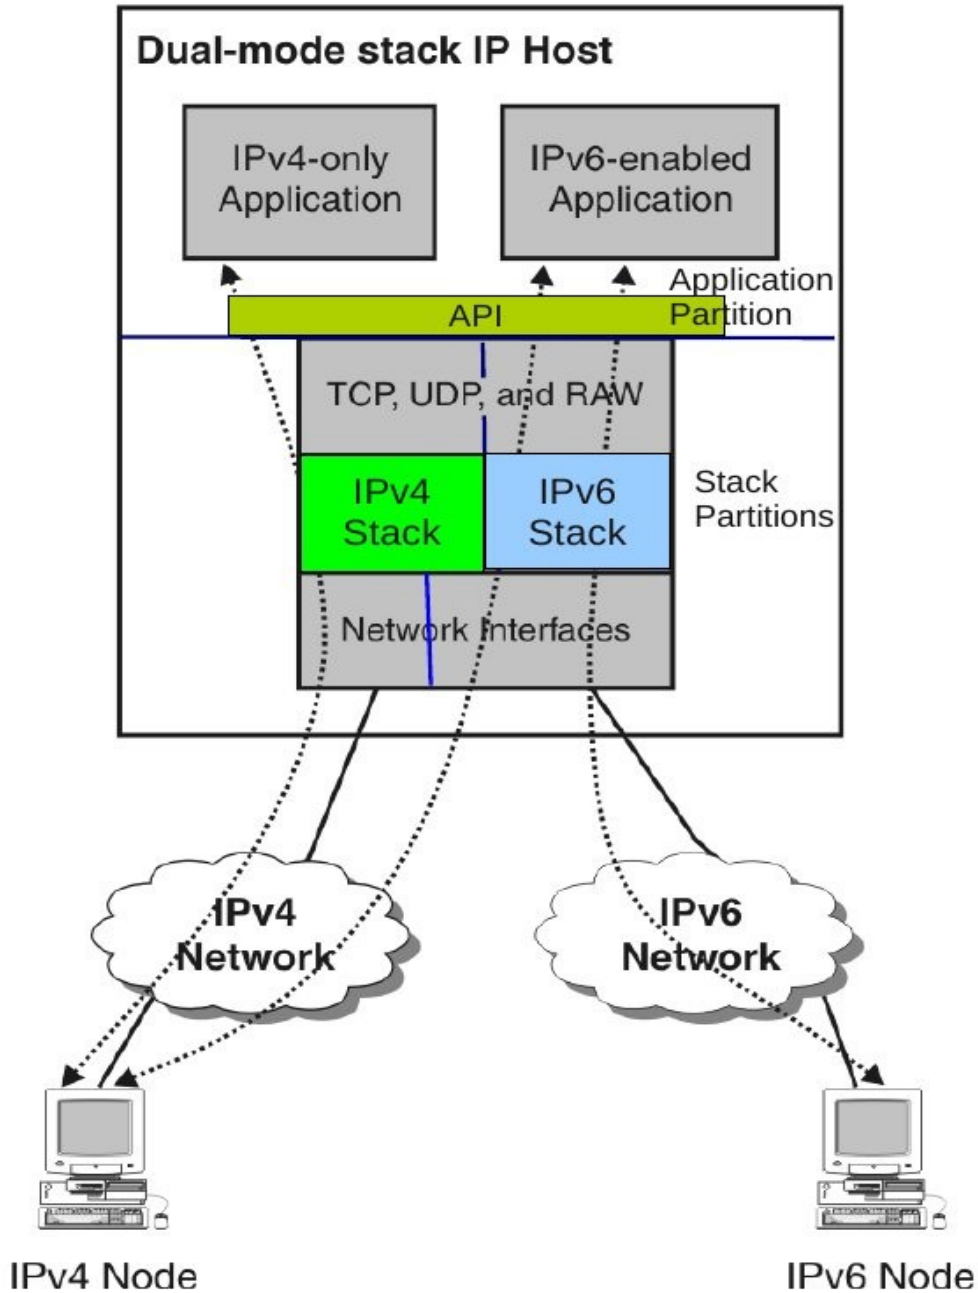 Dual-mode stack IP Host
IPv4-only
Application
IPv6-enabled
Application
Application
Partition
API
TCP, UDP, and RAW
IPv4
Stack
IPv6
Stack
Stack
Partitions
Network Interfaces
IPv4
Network
IPv6
Network
IPv4 Node
IPv6 Node